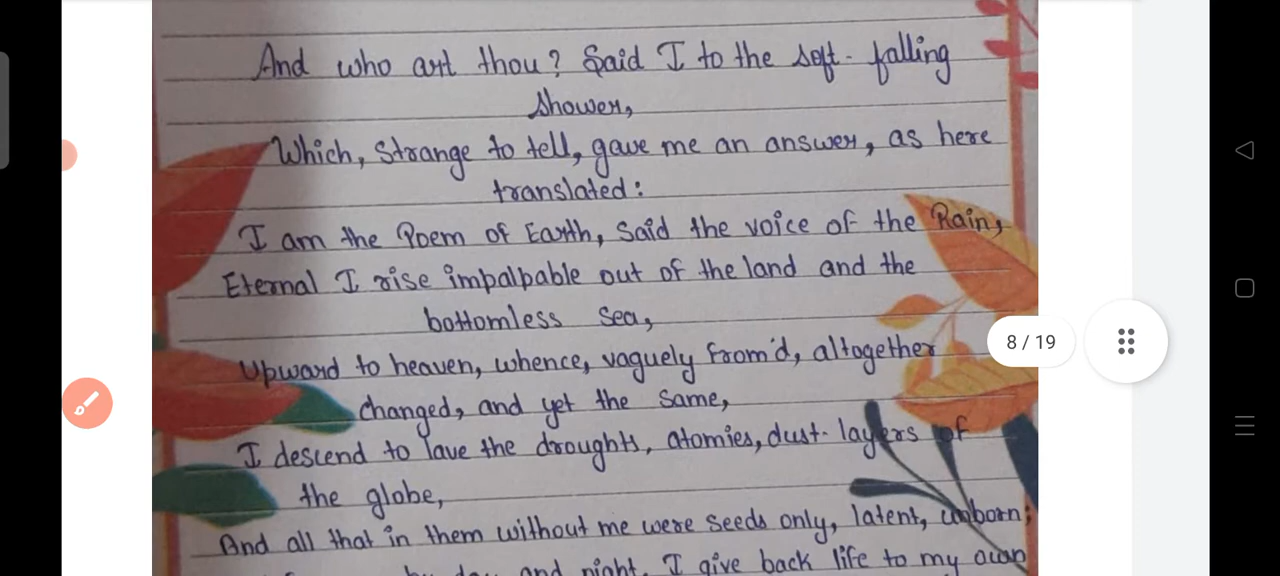 And who art thou? Said I to the soft-falling
shower,
Which, strange to tell, gave me an answer, as here
translated:
I am the Poem of Earth, said the voice of the Rain,
Eternal I rise impalpable out of the land and the
bottomless sea,
Upward to heaven, whence, vaguely from'd, altogether
changed, and yet the same,
I descend to lave the droughts, atomies, dust-layers of
the globe,
And all that in them without me were seeds only, latent, unborn;
by day and night, I give back life to my own
8 / 19